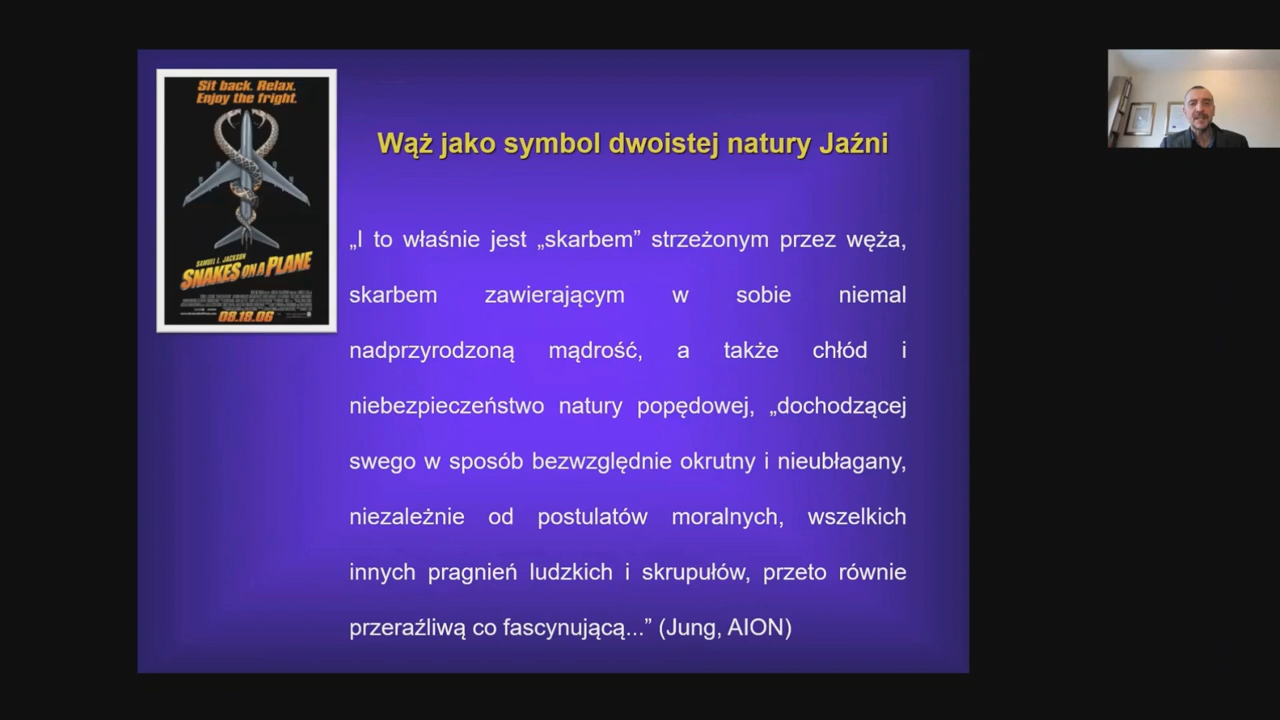 Sit back. Relax.
Enjoy the fright.
SAMUEL L. JACKSON
SNAKES ON A PLANE
08.18.06
Wąż jako symbol dwoistej natury Jaźni
„I to właśnie jest „skarbem” strzeżonym przez węża,
skarbem zawierającym w sobie niemal
nadprzyrodzoną mądrość, a także chłód i
niebezpieczeństwo natury popędowej, „dochodzącej
swego w sposób bezwzględnie okrutny i nieubłagany,
niezależnie od postulatów moralnych, wszelkich
innych pragnień ludzkich i skrupułów, przeto równie
przeraźliwą co fascynującą...” (Jung, AION)